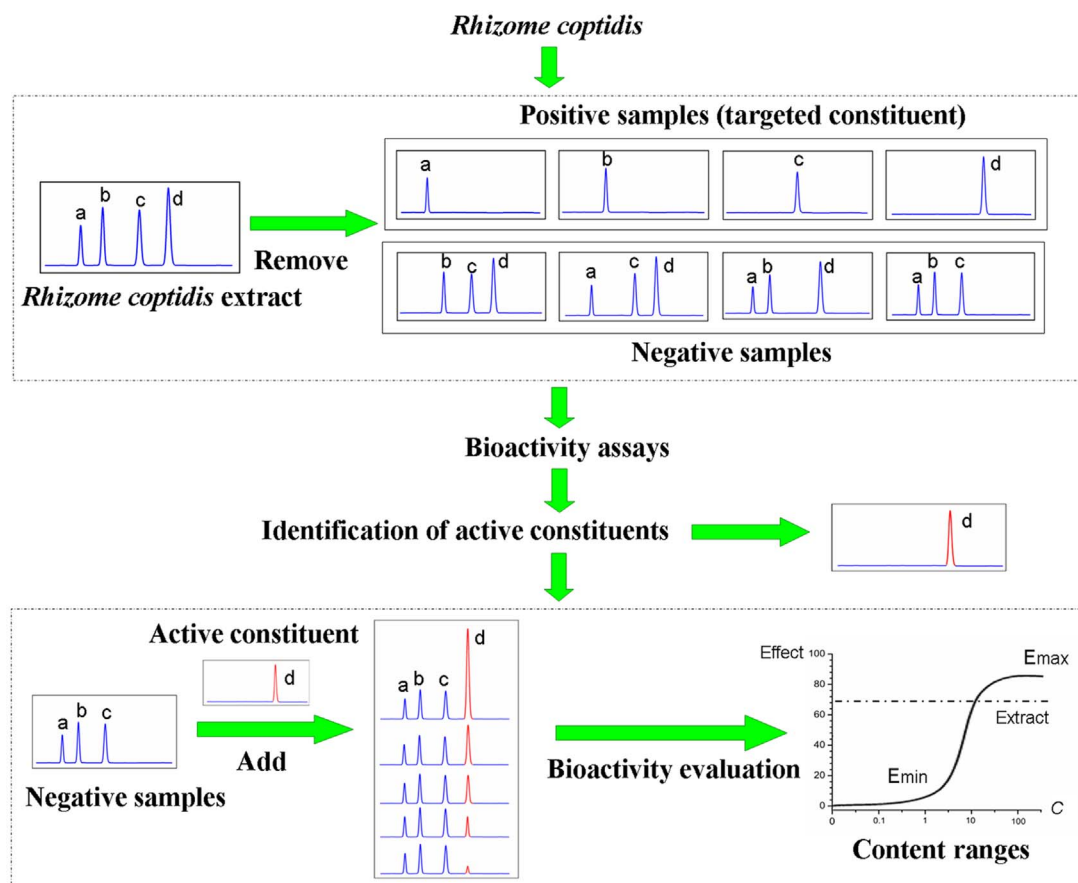 Rhizome coptidis
Positive samples (targeted constituent)
a
b
c
d
a
b
c
d
Remove
Rhizome coptidis extract
b
c
d
a
c
d
a
b
d
a
b
c
Negative samples
Bioactivity assays
Identification of active constituents
d
Active constituent
d
a
b
c
Add
Negative samples
a
b
c
d
Bioactivity evaluation
Effect
100
80
60
40
20
0
Emax
Extract
Emin
0
0.1
1
10
100
C
Content ranges